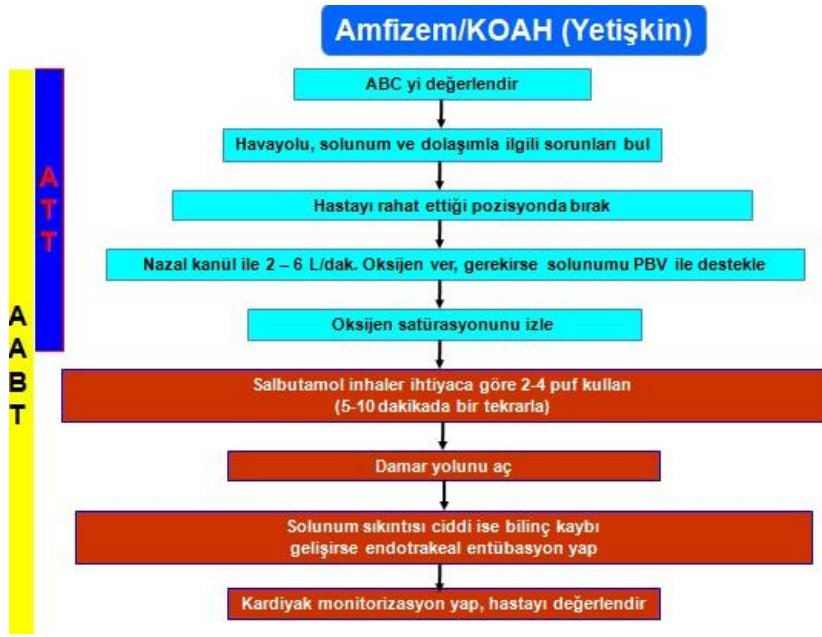 Amfizem/KOAH (Yetişkin)
ABC yi değerlendir
Havayolu, solunum ve dolaşımla ilgili sorunları bul
Hastayı rahat ettiği pozisyonda bırak
Nazal kanül ile 2 – 6 L/dak. Oksijen ver, gerekirse solunumu PBV ile destekle
Oksijen satürasyonunu izle
Salbutamol inhaler ihtiyaca göre 2-4 puf kullan
(5-10 dakikada bir tekrarla)
Damar yolunu aç
Solunum sıkıntısı ciddi ise bilinç kaybı
gelişirse endotrakeal entübasyon yap
Kardiyak monitorizasyon yap, hastayı değerlendir
A
T
T
A
A
B
T